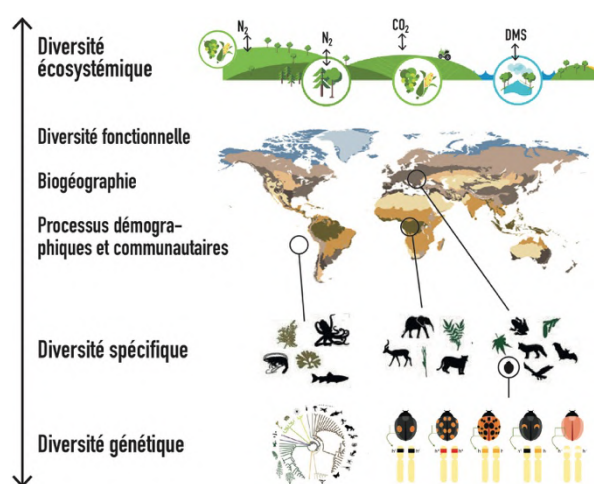 N₂
N₂
CO₂
DMS
Diversité
écosystémique
Diversité fonctionnelle
Biogéographie
Processus démogra-
phiques et communautaires
Diversité spécifique
Diversité génétique